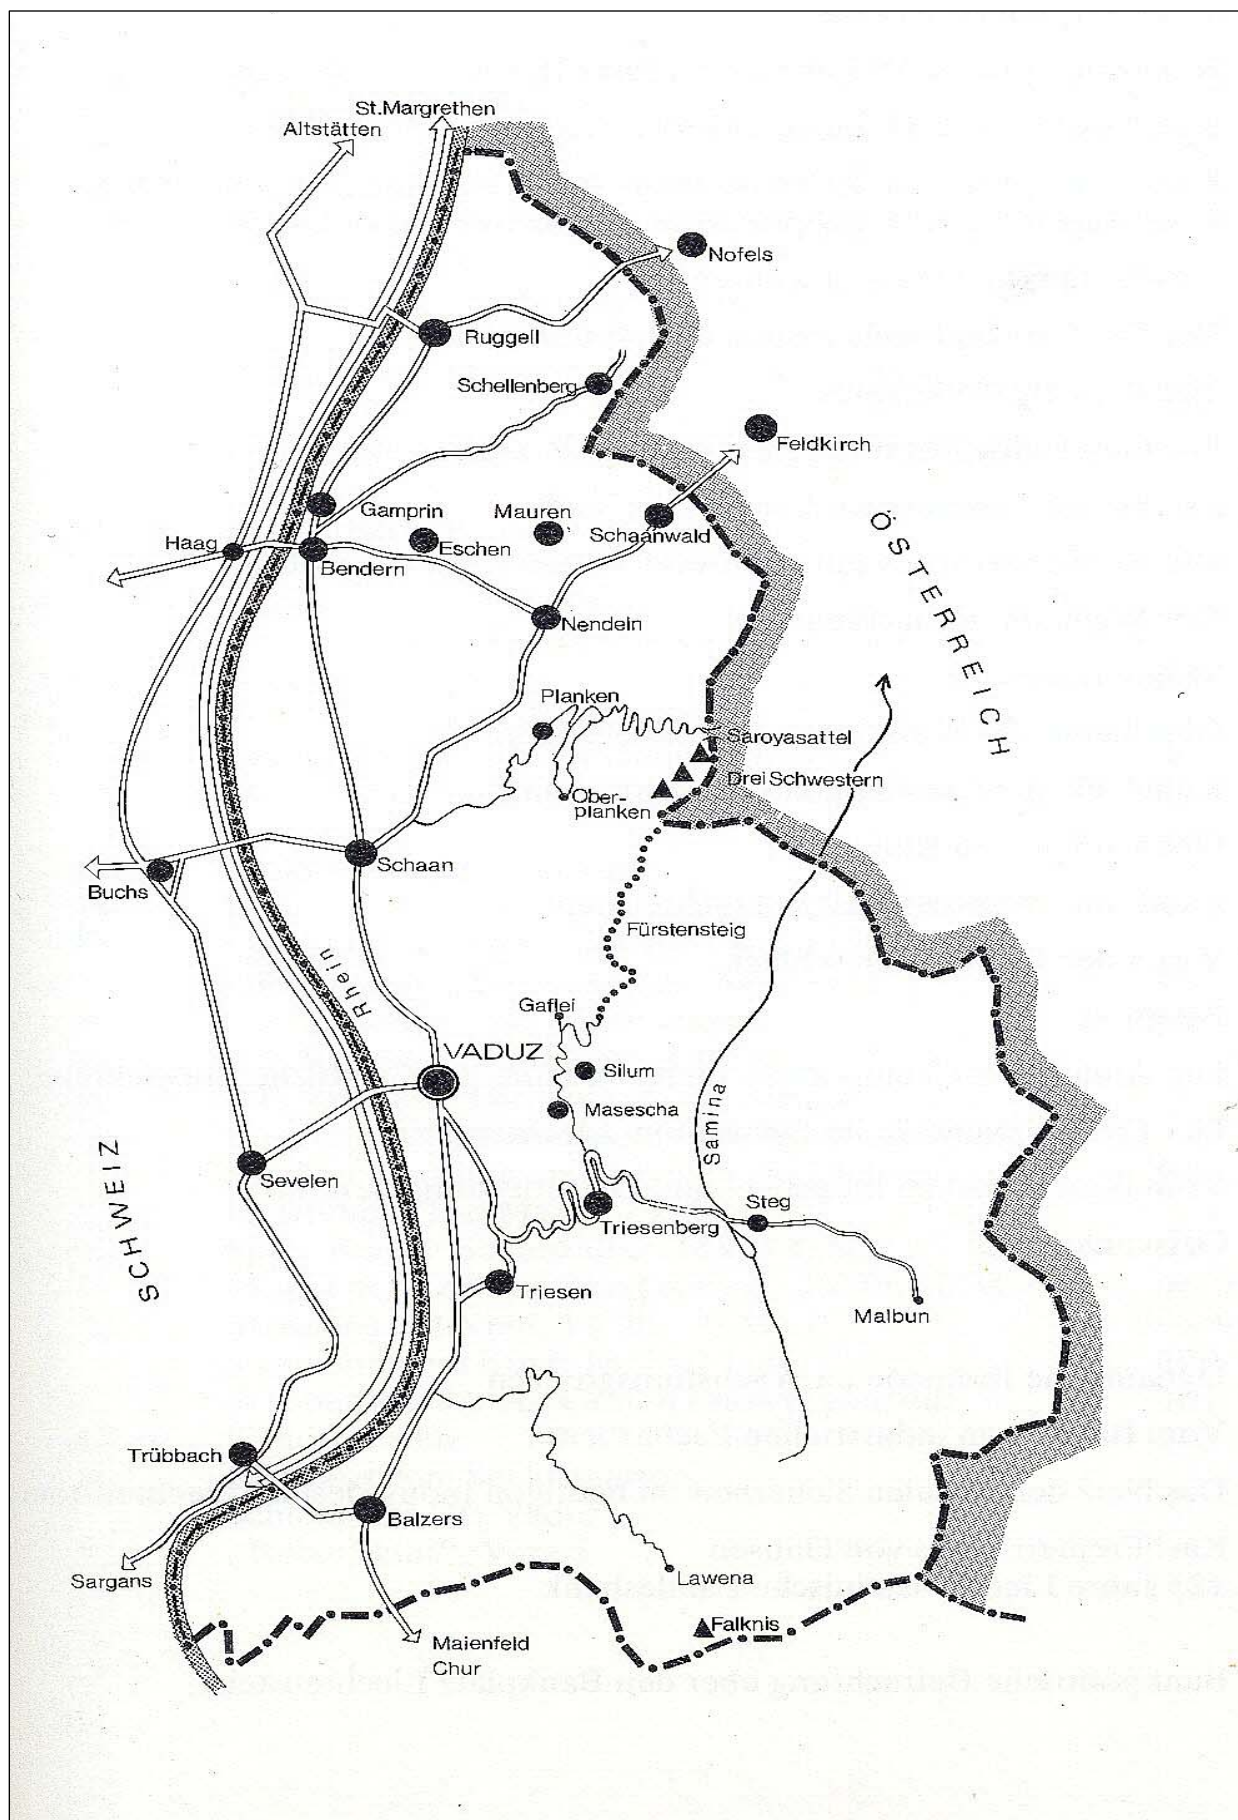 St.Margrethen
Altstätten
Nofels
Ruggell
Schellenberg
Feldkirch
Gamprin
Mauren
Schaanwald
Haag
Eschen
Bendern
ÖSTERREICH
Nendeln
Planken
Saroyasattel
Drei Schwestern
Ober-
planken
Schaan
Buchs
Fürstensteig
Rhein
Gaflei
VADUZ
Silum
Masescha
Samina
SCHWEIZ
Sevelen
Steg
Triesenberg
Triesen
Malbun
Trübbach
Balzers
Sargans
Lawena
Falknis
Maienfeld
Chur